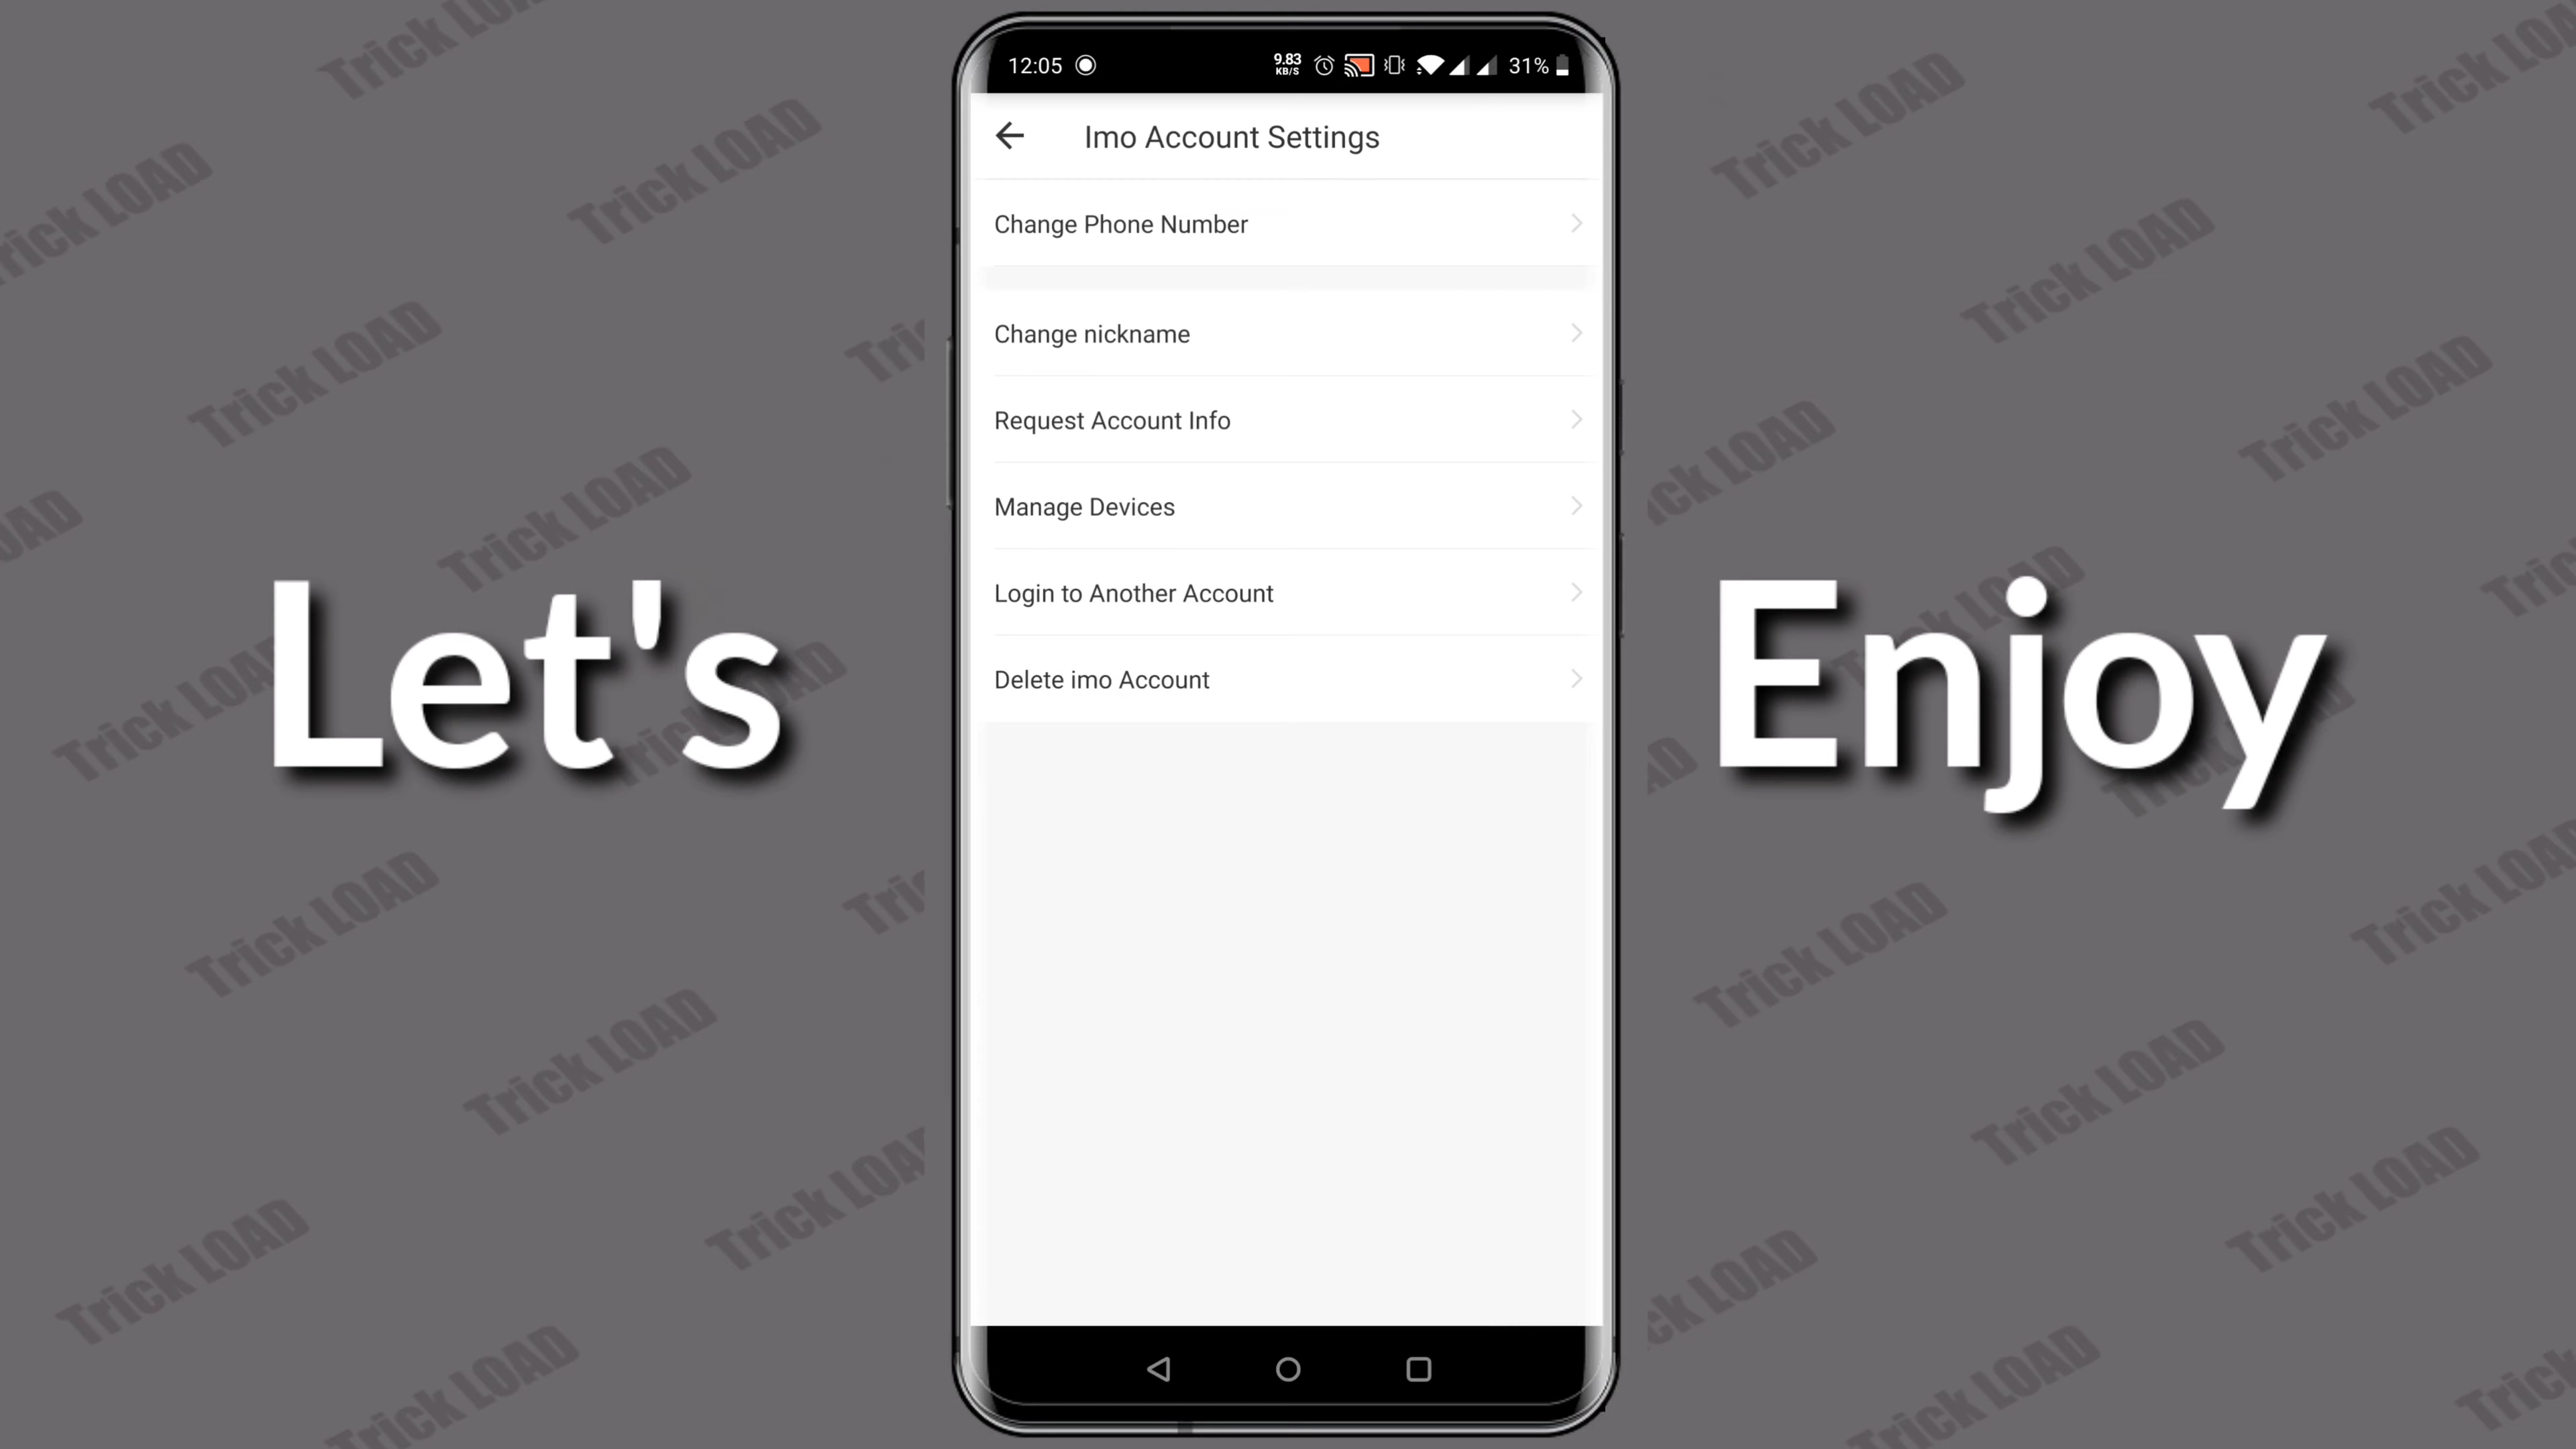 12:05
9.83
KB/S
31%
Imo Account Settings
Change Phone Number
Change nickname
Request Account Info
Manage Devices
Login to Another Account
Delete imo Account
Let's
Enjoy
Trick LOAD